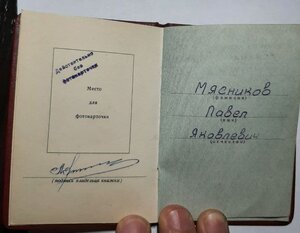 Действительно
без
фотокарточки
Место
для
фотокарточки
(подпись владельца книжки)
Мясников
(фамилия)
Павел
(имя)
Яковлевич
(отчество)